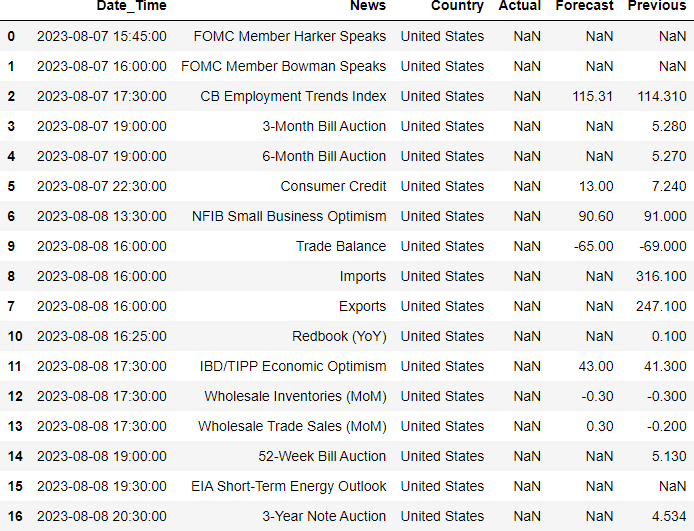 Date_Time News Country Actual Forecast Previous
0 2023-08-07 15:45:00 FOMC Member Harker Speaks United States NaN NaN NaN
1 2023-08-07 16:00:00 FOMC Member Bowman Speaks United States NaN NaN NaN
2 2023-08-07 17:30:00 CB Employment Trends Index United States NaN 115.31 114.310
3 2023-08-07 19:00:00 3-Month Bill Auction United States NaN NaN 5.280
4 2023-08-07 19:00:00 6-Month Bill Auction United States NaN NaN 5.270
5 2023-08-07 22:30:00 Consumer Credit United States NaN 13.00 7.240
6 2023-08-08 13:30:00 NFIB Small Business Optimism United States NaN 90.60 91.000
9 2023-08-08 16:00:00 Trade Balance United States NaN -65.00 -69.000
8 2023-08-08 16:00:00 Imports United States NaN NaN 316.100
7 2023-08-08 16:00:00 Exports United States NaN NaN 247.100
10 2023-08-08 16:25:00 Redbook (YoY) United States NaN NaN 0.100
11 2023-08-08 17:30:00 IBD/TIPP Economic Optimism United States NaN 43.00 41.300
12 2023-08-08 17:30:00 Wholesale Inventories (MoM) United States NaN -0.30 -0.300
13 2023-08-08 17:30:00 Wholesale Trade Sales (MoM) United States NaN 0.30 -0.200
14 2023-08-08 19:00:00 52-Week Bill Auction United States NaN NaN 5.130
15 2023-08-08 19:30:00 EIA Short-Term Energy Outlook United States NaN NaN NaN
16 2023-08-08 20:30:00 3-Year Note Auction United States NaN NaN 4.534